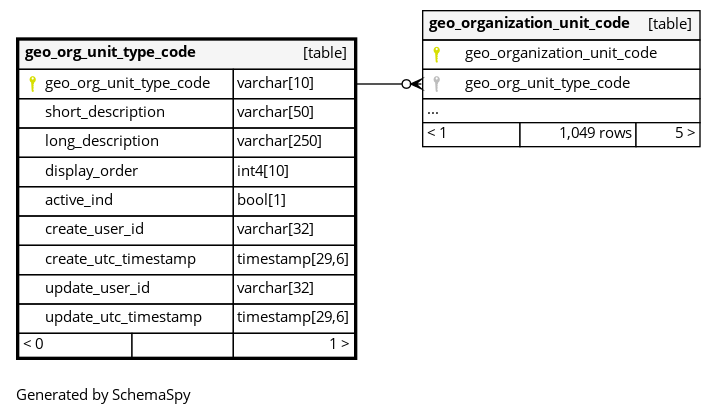 geo_org_unit_type_code [table]
geo_org_unit_type_code varchar[10]
short_description varchar[50]
long_description varchar[250]
display_order int4[10]
active_ind bool[1]
create_user_id varchar[32]
create_utc_timestamp timestamp[29,6]
update_user_id varchar[32]
update_utc_timestamp timestamp[29,6]
< 0 1 >
geo_organization_unit_code [table]
geo_organization_unit_code
geo_org_unit_type_code
...
< 1 1,049 rows 5 >
Generated by SchemaSpy